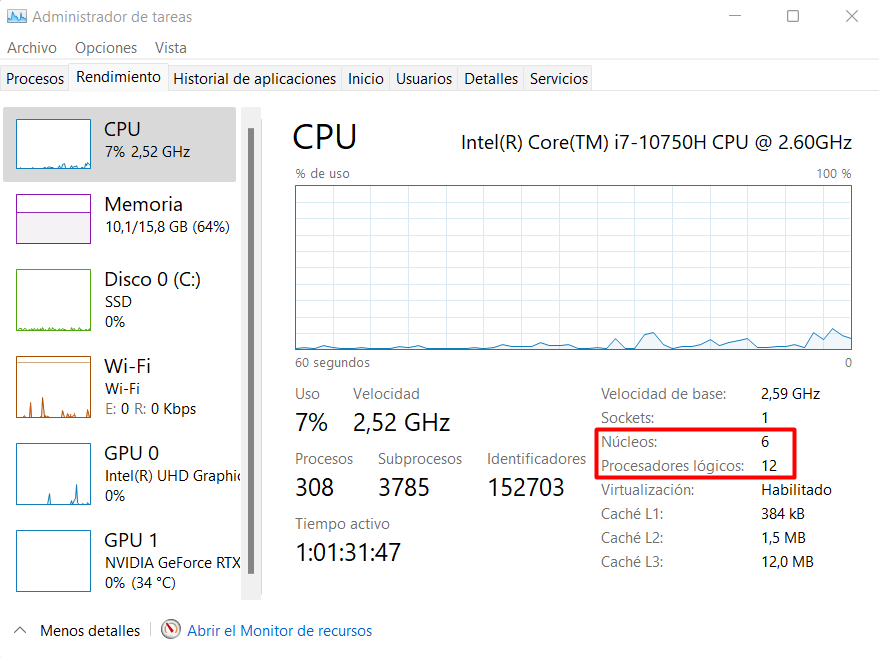 Administrador de tareas
Archivo Opciones Vista
Procesos Rendimiento Historial de aplicaciones Inicio Usuarios Detalles Servicios
CPU
7% 2,52 GHz
Memoria
10,1/15,8 GB (64%)
Disco 0 (C:)
SSD
0%
Wi-Fi
Wi-Fi
E: 0 R: 0 Kbps
GPU 0
Intel(R) UHD Graphic
0%
GPU 1
NVIDIA GeForce RTX
0% (34 °C)
CPU
Intel(R) Core(TM) i7-10750H CPU @ 2.60GHz
% de uso 100 %
60 segundos 0
Uso Velocidad
7% 2,52 GHz
Procesos Subprocesos Identificadores
308 3785 152703
Tiempo activo
1:01:31:47
Velocidad de base: 2,59 GHz
Sockets: 1
Núcleos: 6
Procesadores lógicos: 12
Virtualización: Habilitado
Caché L1: 384 kB
Caché L2: 1,5 MB
Caché L3: 12,0 MB
Menos detalles Abrir el Monitor de recursos